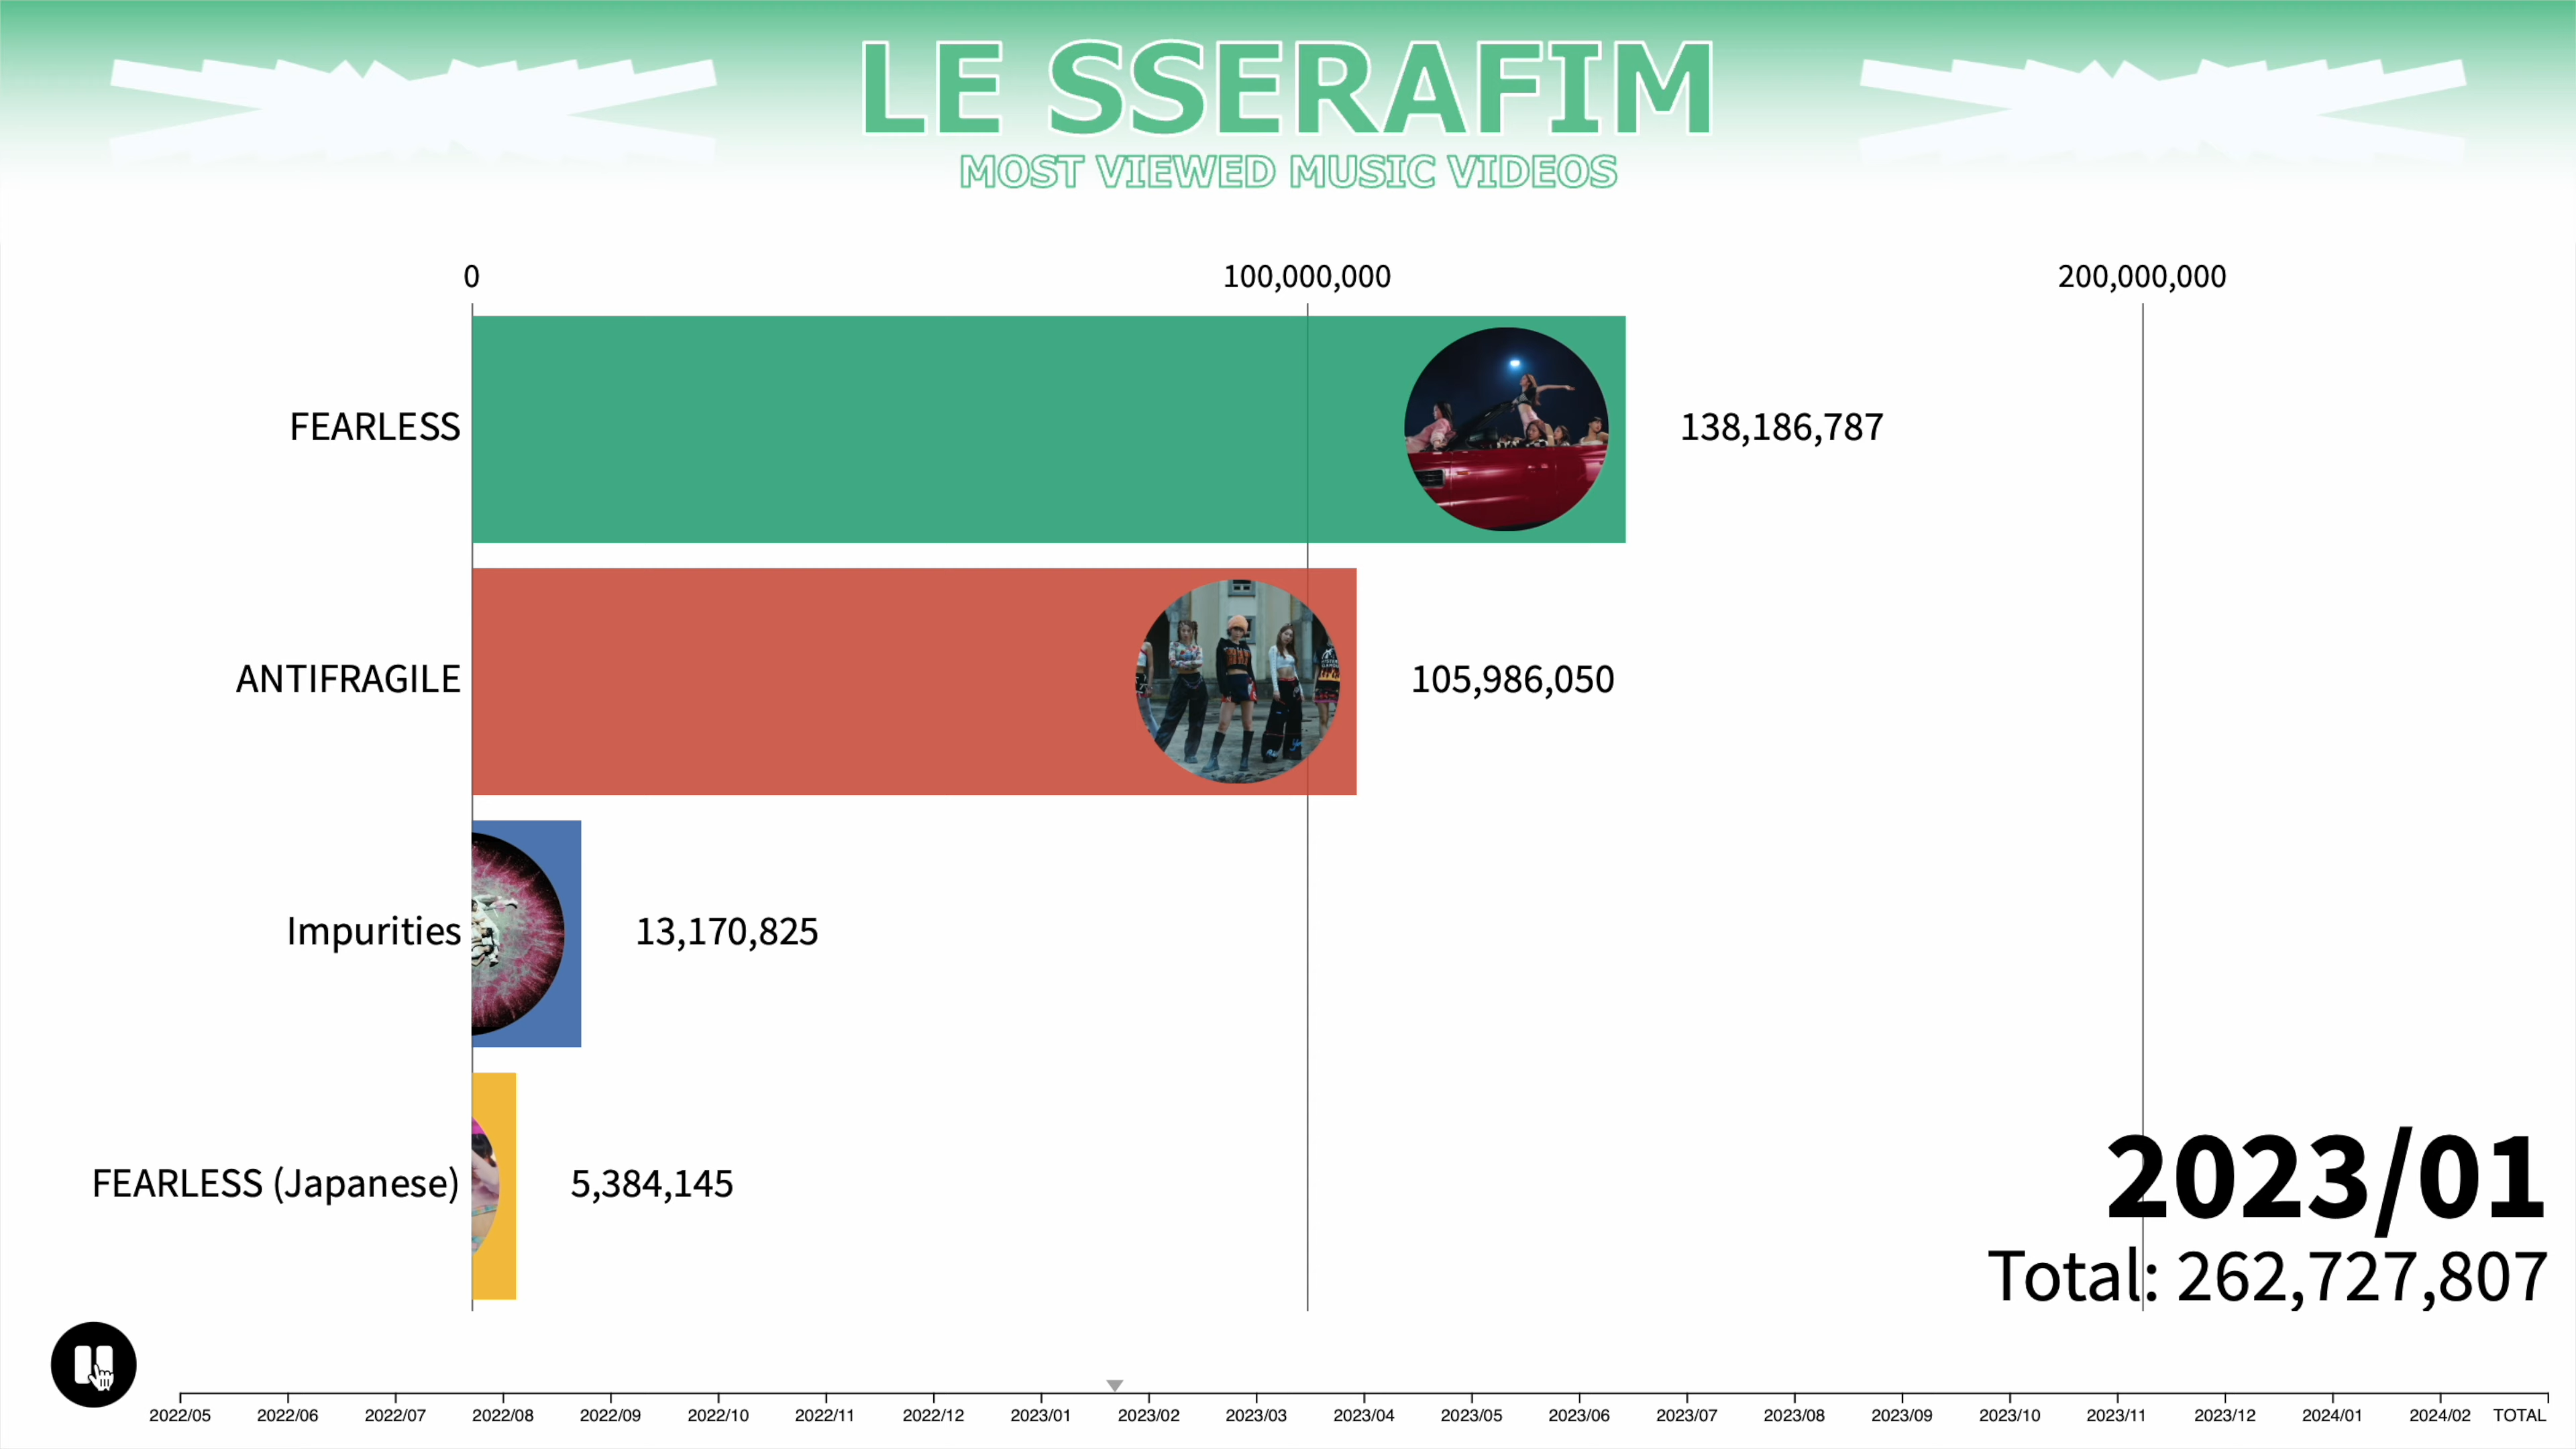 LE SSERAFIM
MOST VIEWED MUSIC VIDEOS
0 100,000,000 200,000,000
FEARLESS 138,186,787
ANTIFRAGILE 105,986,050
Impurities 13,170,825
FEARLESS (Japanese) 5,384,145
2023/01
Total: 262,727,807
2022/05 2022/06 2022/07 2022/08 2022/09 2022/10 2022/11 2022/12 2023/01 2023/02 2023/03 2023/04 2023/05 2023/06 2023/07 2023/08 2023/09 2023/10 2023/11 2023/12 2024/01 2024/02 TOTAL